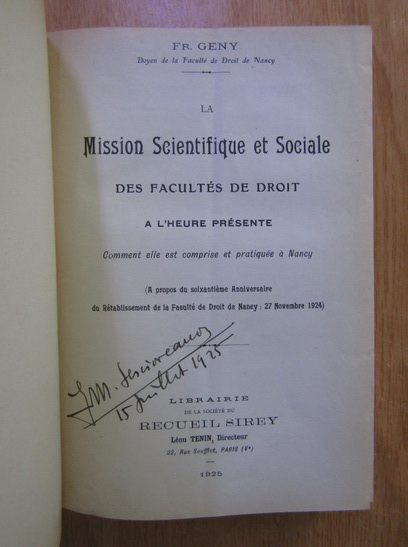 FR. GENY
Doyen de la Faculté de Droit de Nancy
LA
Mission Scientifique et Sociale
DES FACULTÉS DE DROIT
A L'HEURE PRÉSENTE
Comment elle est comprise et pratiquée à Nancy
(A propos du soixantième Anniversaire
du Rétablissement de la Faculté de Droit de Nancy : 27 Novembre 1924)
15 juillet 1925
LIBRAIRIE
DE LA SOCIÉTÉ DU
RECUEIL SIREY
Léon TENIN, Directeur
22, Rue Soufflot, PARIS (Vᵉ)
1925